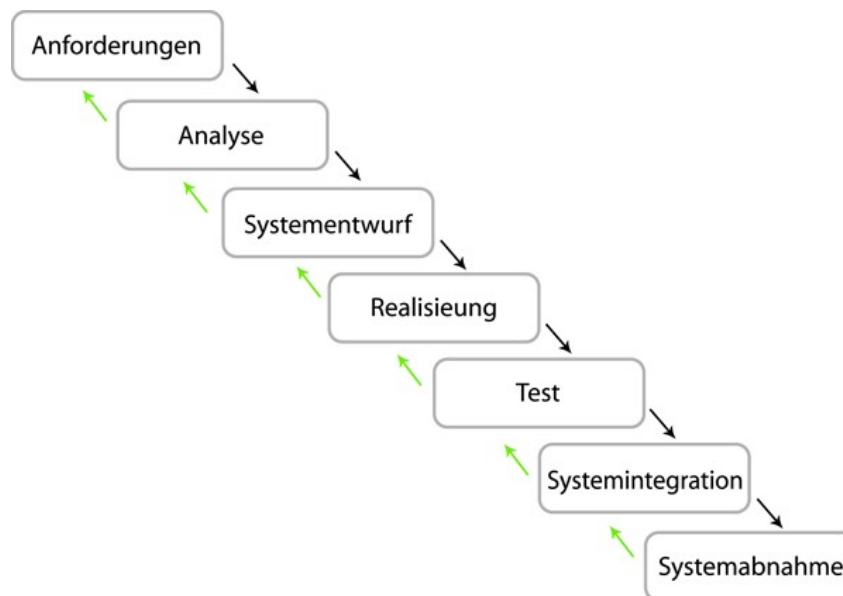 Anforderungen
Analyse
Systementwurf
Realisieung
Test
Systemintegration
Systemabnahme